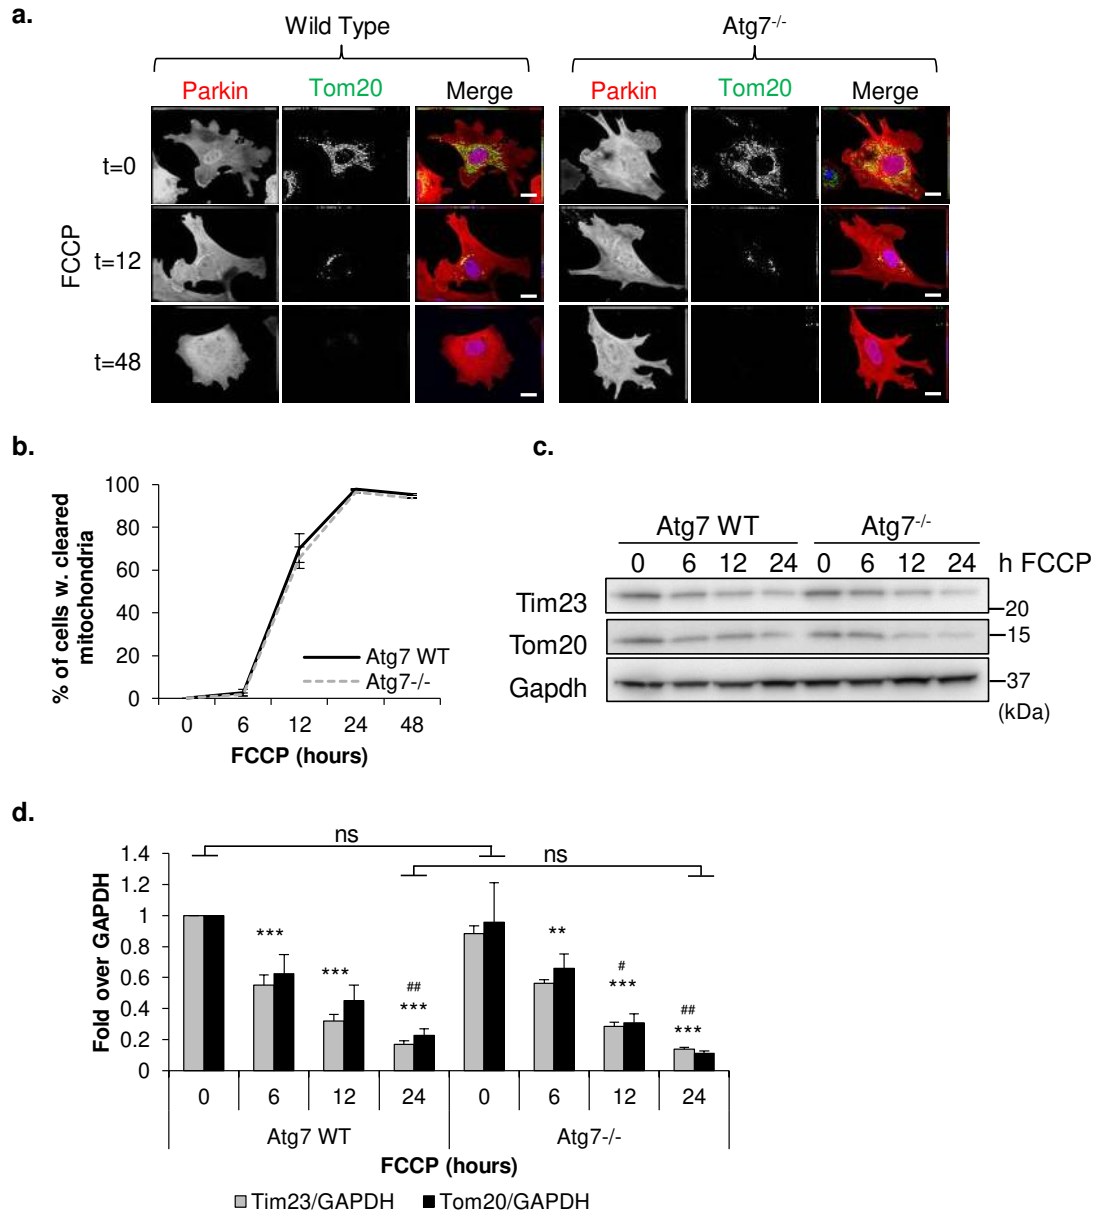 a.
Wild Type
Atg7-/-
Parkin
Tom20
Merge
Parkin
Tom20
Merge
FCCP
t=0
t=12
t=48
b.
% of cells w. cleared
mitochondria
100
80
60
40
20
0
Atg7 WT
Atg7-/-
0 6 12 24 48
FCCP (hours)
c.
Atg7 WT Atg7-/-
0 6 12 24 0 6 12 24 h FCCP
Tim23
20
Tom20
15
Gapdh
37
(kDa)
d.
ns
ns
Fold over GAPDH
1.4
1.2
1
0.8
0.6
0.4
0.2
0
***
***
##
***
**
#
***
##
***
0 6 12 24 0 6 12 24
Atg7 WT Atg7-/-
FCCP (hours)
Tim23/GAPDH Tom20/GAPDH